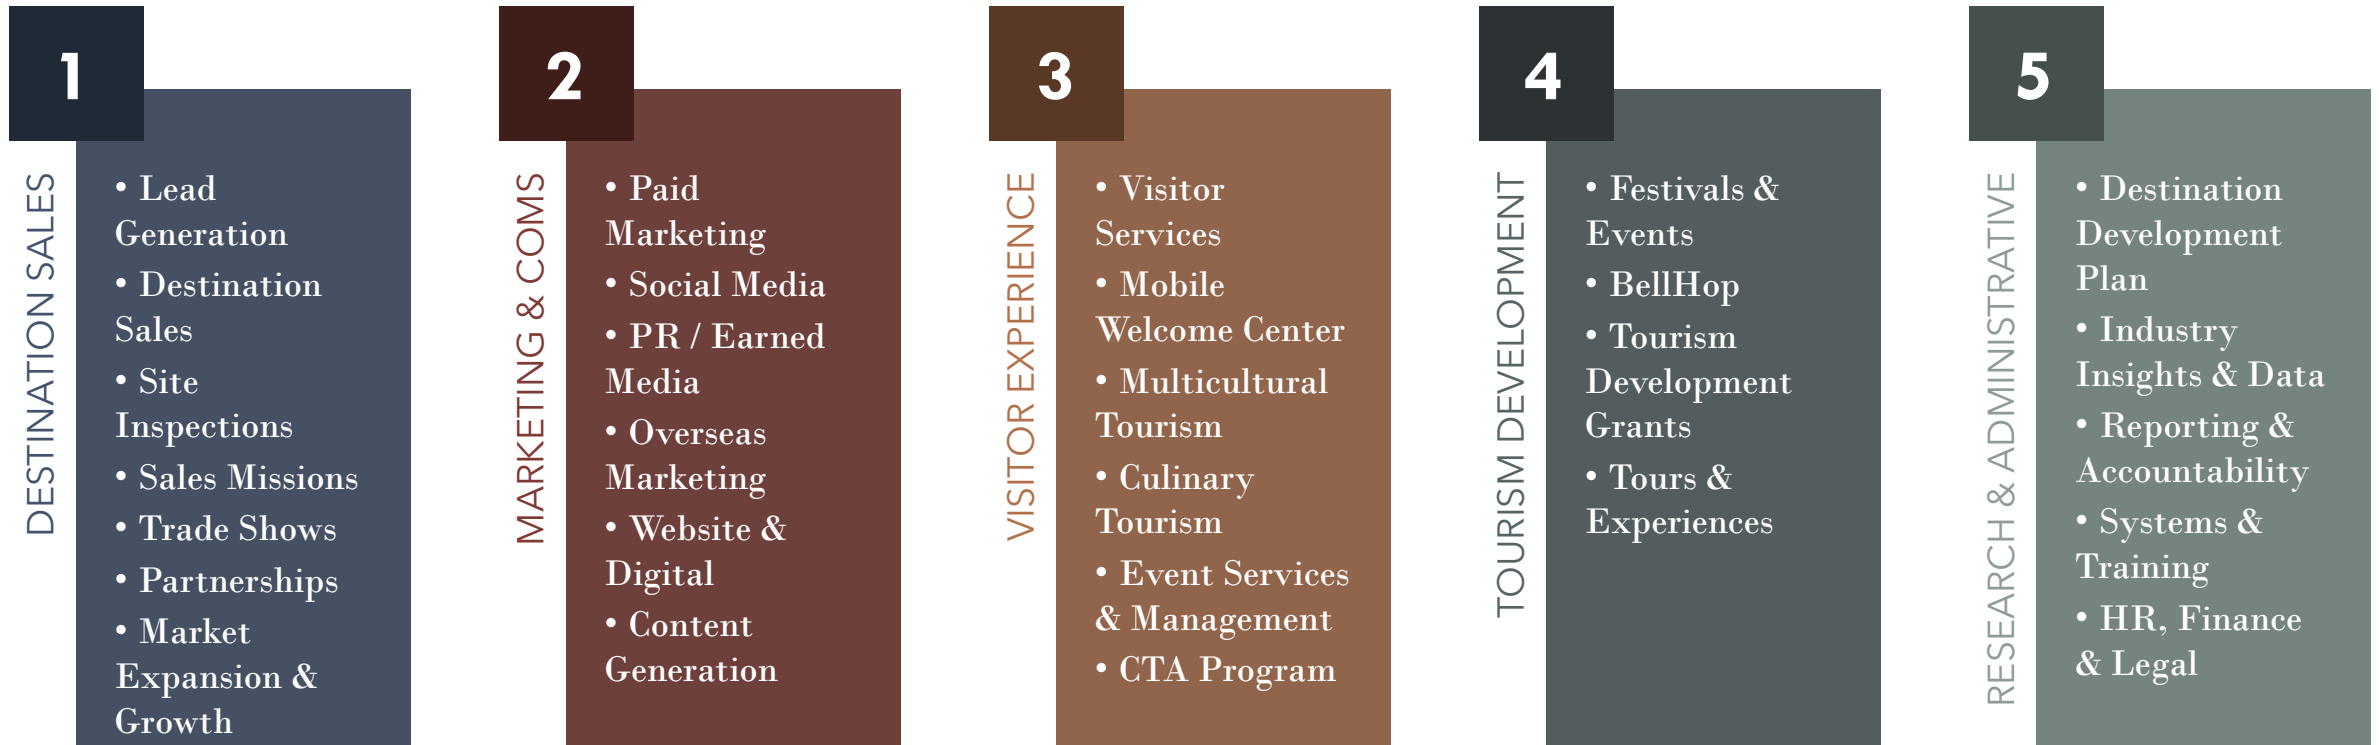 1
DESTINATION SALES
• Lead
Generation
• Destination
Sales
• Site
Inspections
• Sales Missions
• Trade Shows
• Partnerships
• Market
Expansion &
Growth
2
MARKETING & COMS
• Paid
Marketing
• Social Media
• PR / Earned
Media
• Overseas
Marketing
• Website &
Digital
• Content
Generation
3
VISITOR EXPERIENCE
• Visitor
Services
• Mobile
Welcome Center
• Multicultural
Tourism
• Culinary
Tourism
• Event Services
& Management
• CTA Program
4
TOURISM DEVELOPMENT
• Festivals &
Events
• BellHop
• Tourism
Development
Grants
• Tours &
Experiences
5
RESEARCH & ADMINISTRATIVE
• Destination
Development
Plan
• Industry
Insights & Data
• Reporting &
Accountability
• Systems &
Training
• HR, Finance
& Legal